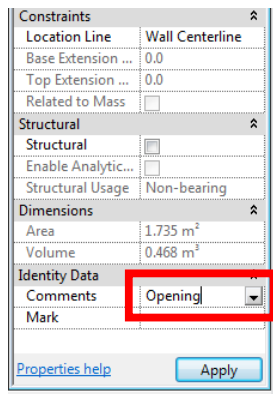 Constraints
Location Line Wall Centerline
Base Extension ... 0.0
Top Extension ... 0.0
Related to Mass
Structural
Structural
Enable Analytic...
Structural Usage Non-bearing
Dimensions
Area 1.735 m²
Volume 0.468 m³
Identity Data
Comments Opening
Mark
Properties help Apply